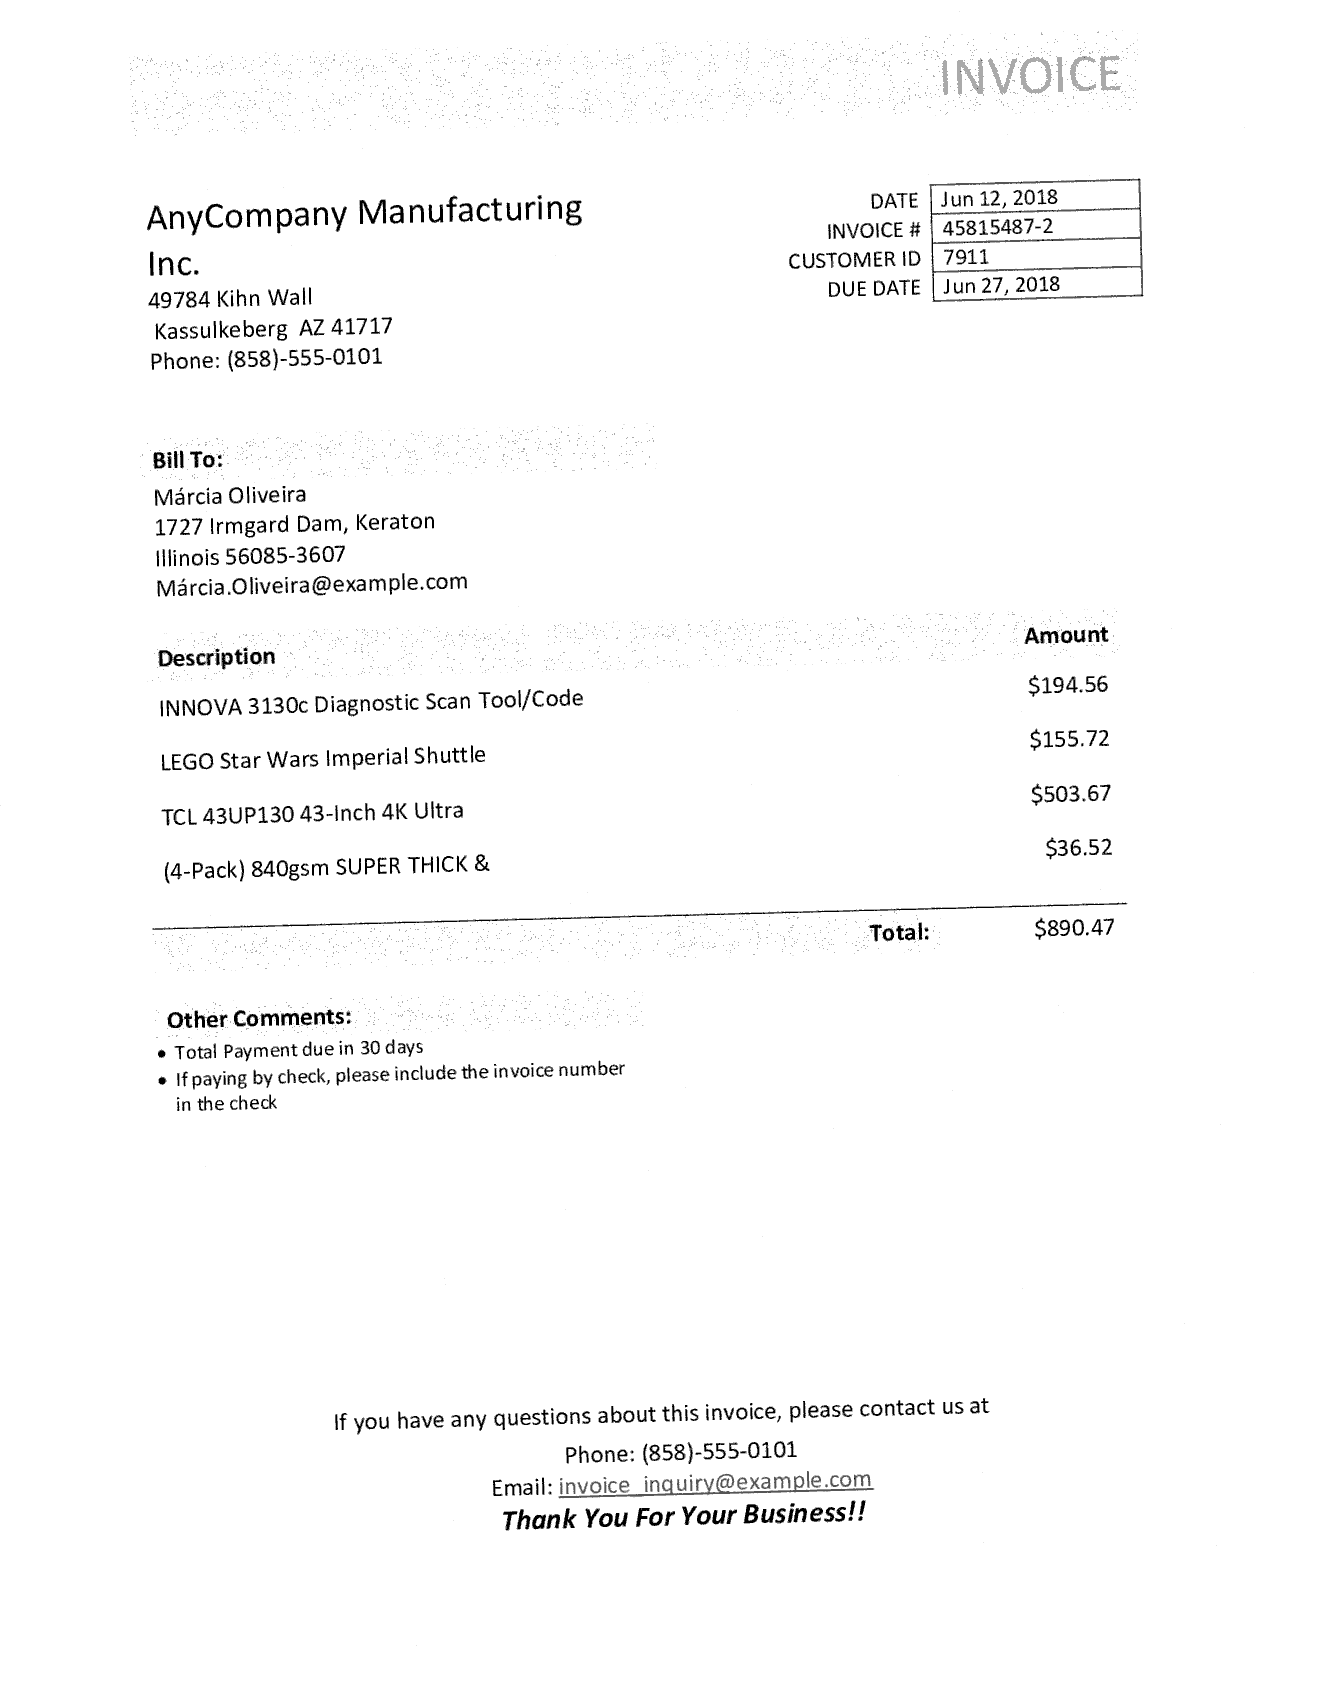 INVOICE
AnyCompany Manufacturing
Inc.
49784 Kihn Wall
Kassulkeberg AZ 41717
Phone: (858)-555-0101
DATE Jun 12, 2018
INVOICE # 45815487-2
CUSTOMER ID 7911
DUE DATE Jun 27, 2018
Bill To:
Márcia Oliveira
1727 Irmgard Dam, Keraton
Illinois 56085-3607
Márcia.Oliveira@example.com
Description Amount
INNOVA 3130c Diagnostic Scan Tool/Code $194.56
LEGO Star Wars Imperial Shuttle $155.72
TCL 43UP130 43-Inch 4K Ultra $503.67
(4-Pack) 840gsm SUPER THICK & $36.52
Total: $890.47
Other Comments:
• Total Payment due in 30 days
• If paying by check, please include the invoice number
in the check
If you have any questions about this invoice, please contact us at
Phone: (858)-555-0101
Email: invoice_inquiry@example.com
Thank You For Your Business!!